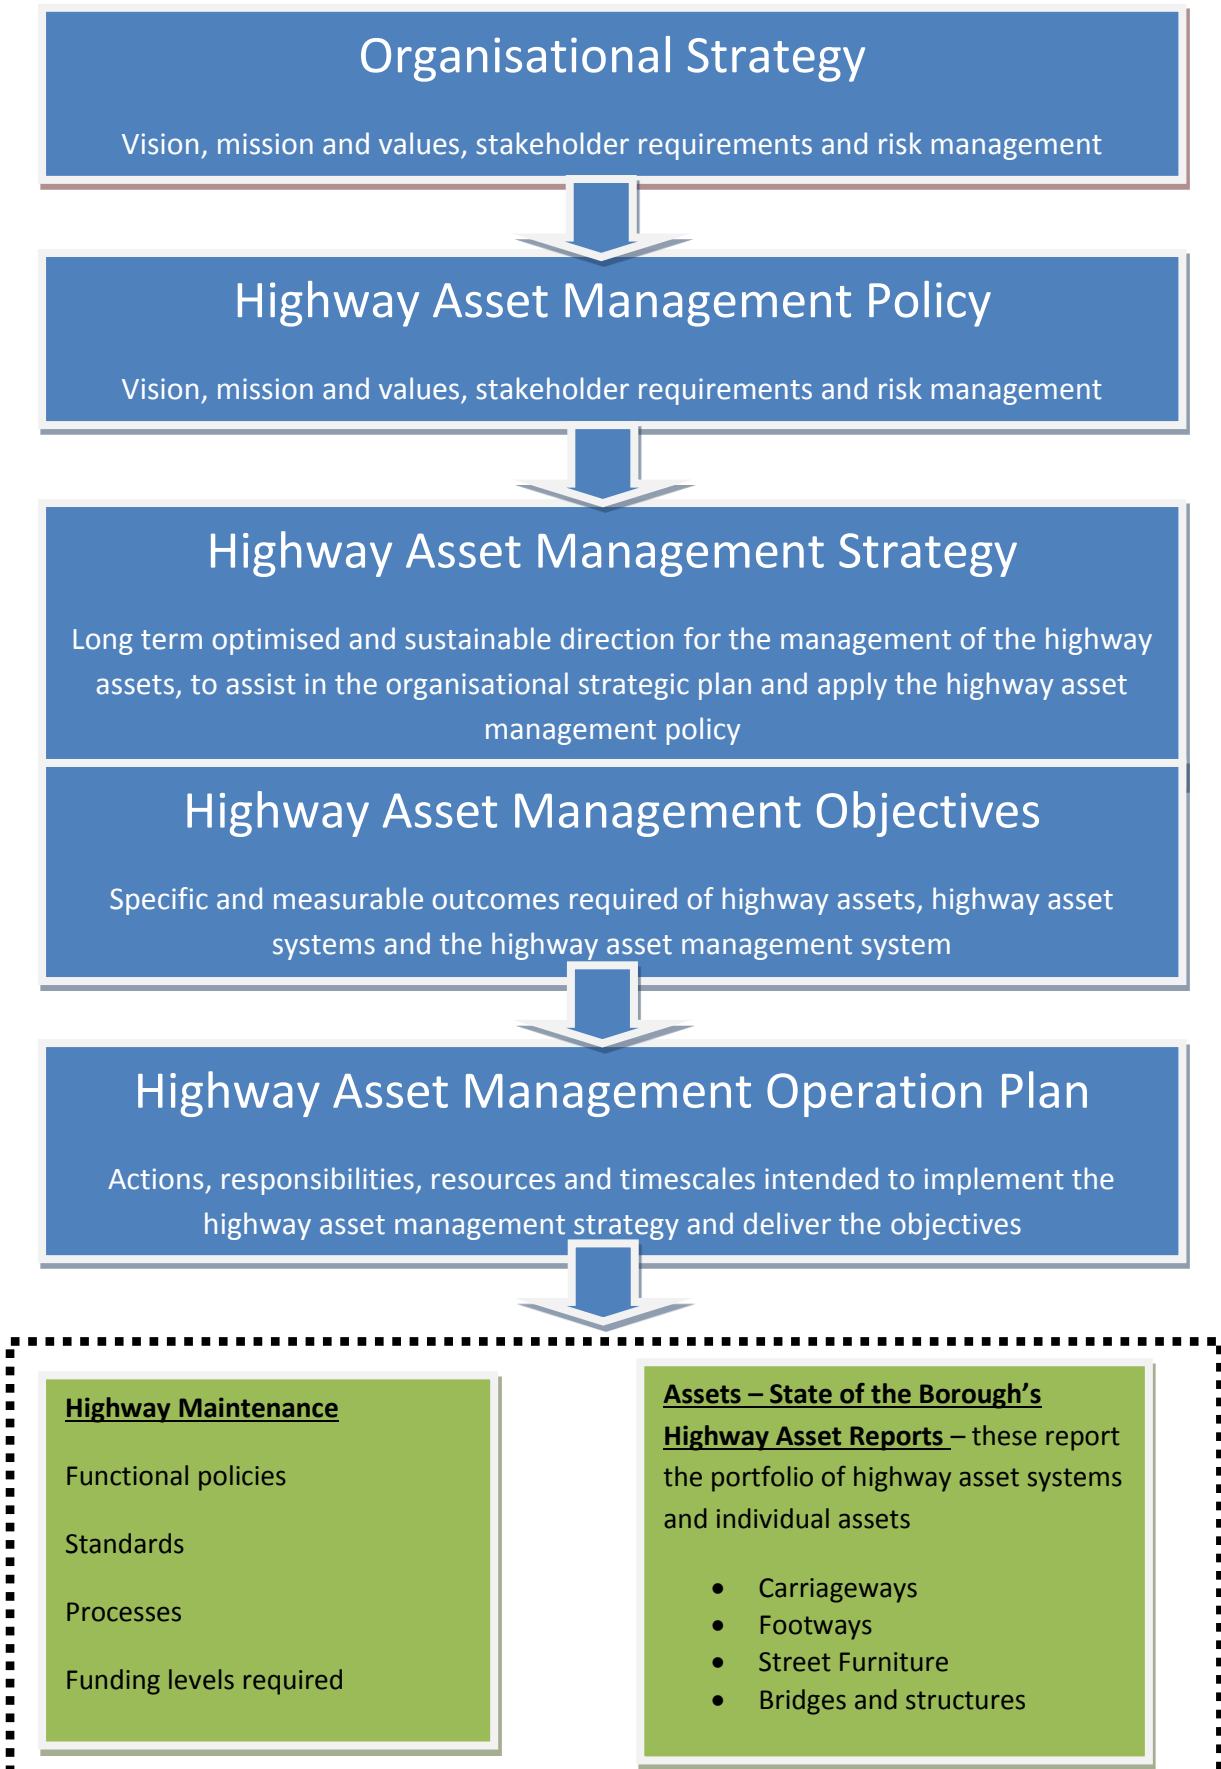 Organisational Strategy
Vision, mission and values, stakeholder requirements and risk management
Highway Asset Management Policy
Vision, mission and values, stakeholder requirements and risk management
Highway Asset Management Strategy
Long term optimised and sustainable direction for the management of the highway
assets, to assist in the organisational strategic plan and apply the highway asset
management policy
Highway Asset Management Objectives
Specific and measurable outcomes required of highway assets, highway asset
systems and the highway asset management system
Highway Asset Management Operation Plan
Actions, responsibilities, resources and timescales intended to implement the
highway asset management strategy and deliver the objectives
Highway Maintenance
Functional policies
Standards
Processes
Funding levels required
Assets – State of the Borough’s
Highway Asset Reports – these report
the portfolio of highway asset systems
and individual assets
• Carriageways
• Footways
• Street Furniture
• Bridges and structures